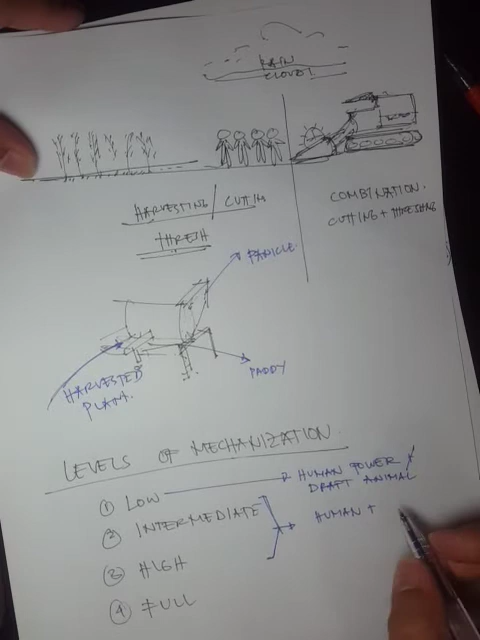 RAIN
CLOUD!
HARVESTING/CUTTIN
THRESH
COMBINATION.
CUTTING + THRESHING
PANICLE
HARVESTED
PLANT.
PADDY
LEVELS OF MECHANIZATION
① LOW
HUMAN POWER /
DRAFT ANIMAL
② INTERMEDIATE
HUMAN +
③ HIGH
④ FULL